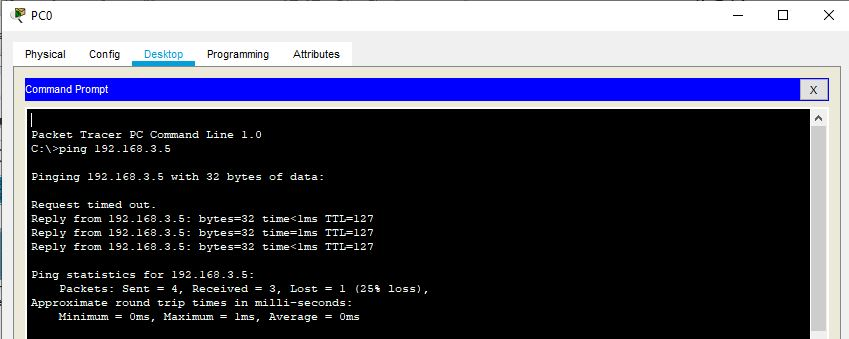 PC0
Physical Config Desktop Programming Attributes
Command Prompt X
Packet Tracer PC Command Line 1.0
C:\>ping 192.168.3.5
Pinging 192.168.3.5 with 32 bytes of data:
Request timed out.
Reply from 192.168.3.5: bytes=32 time<1ms TTL=127
Reply from 192.168.3.5: bytes=32 time=1ms TTL=127
Reply from 192.168.3.5: bytes=32 time<1ms TTL=127
Ping statistics for 192.168.3.5:
Packets: Sent = 4, Received = 3, Lost = 1 (25% loss),
Approximate round trip times in milli-seconds:
Minimum = 0ms, Maximum = 1ms, Average = 0ms